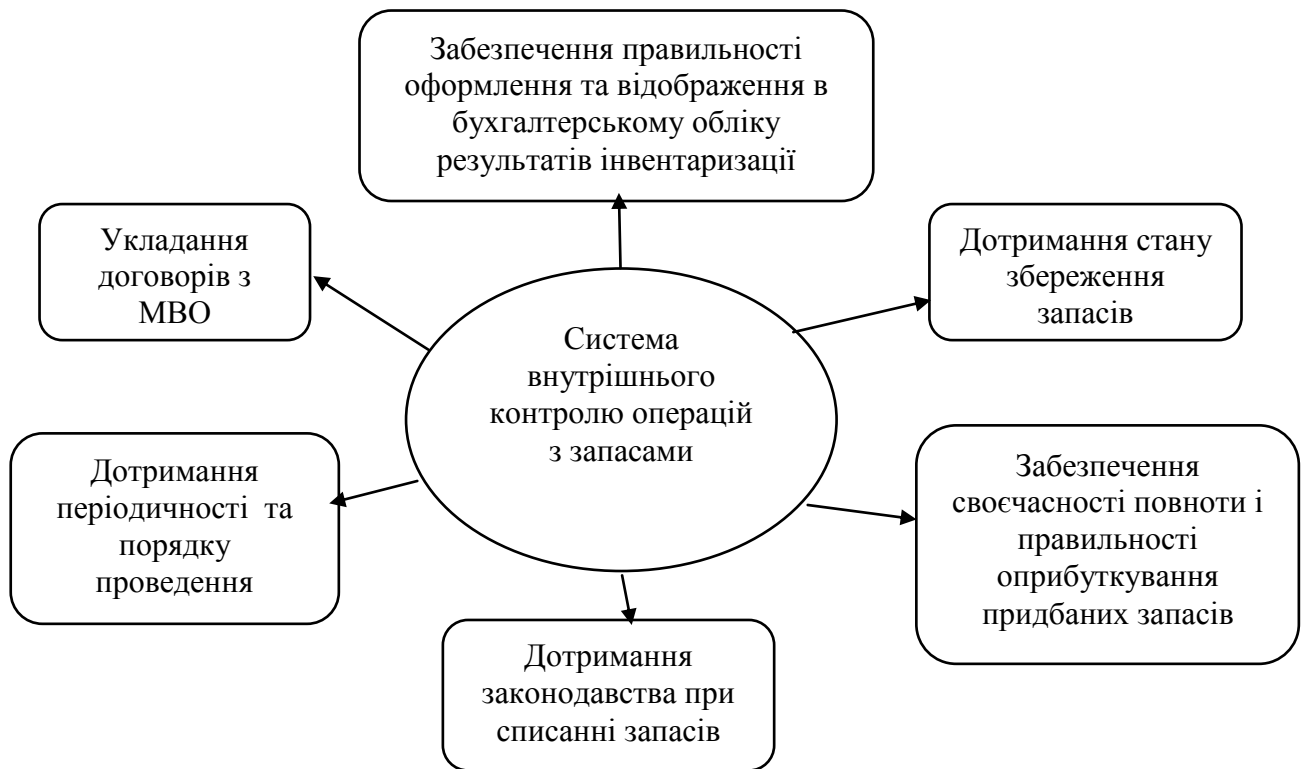 Забезпечення правильності
оформлення та відображення в
бухгалтерському обліку
результатів інвентаризації
Укладання
договорів з
МВО
Дотримання стану
збереження
запасів
Система
внутрішнього
контролю операцій
з запасами
Дотримання
періодичності та
порядку
проведення
Забезпечення
своєчасності повноти і
правильності
оприбуткування
придбаних запасів
Дотримання
законодавства при
списанні запасів